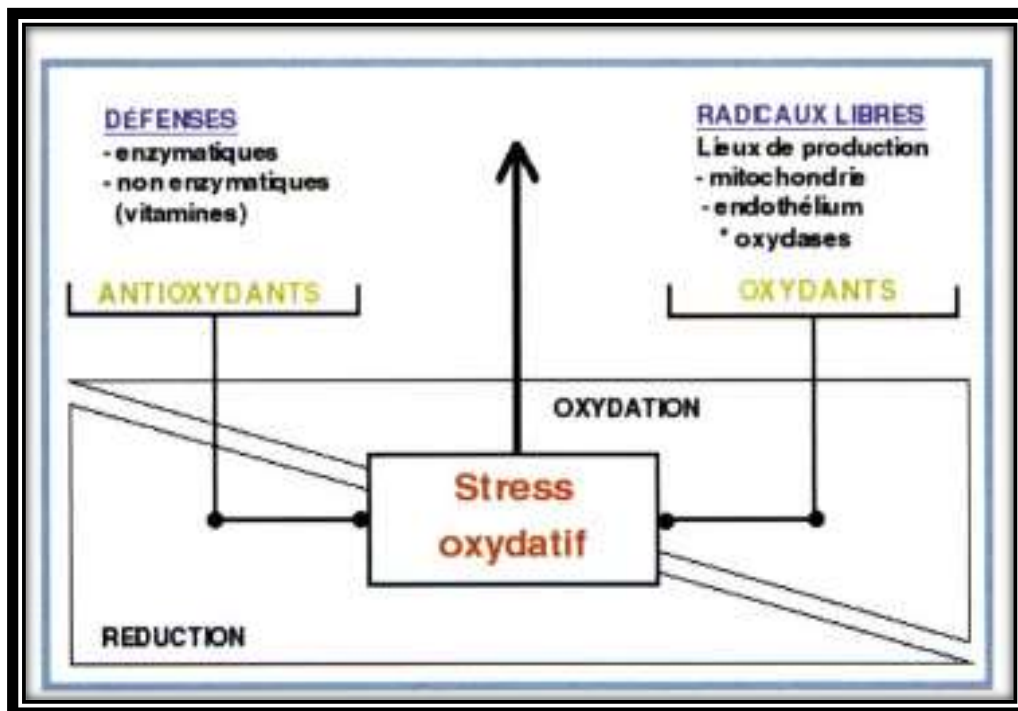 DÉFENSES
- enzymatiques
- non enzymatiques
(vitamines)
ANTIOXYDANTS
RADICAUX LIBRES
Lieux de production
- mitochondrie
- endothélium
* oxydases
OXYDANTS
OXYDATION
Stress
oxydatif
REDUCTION